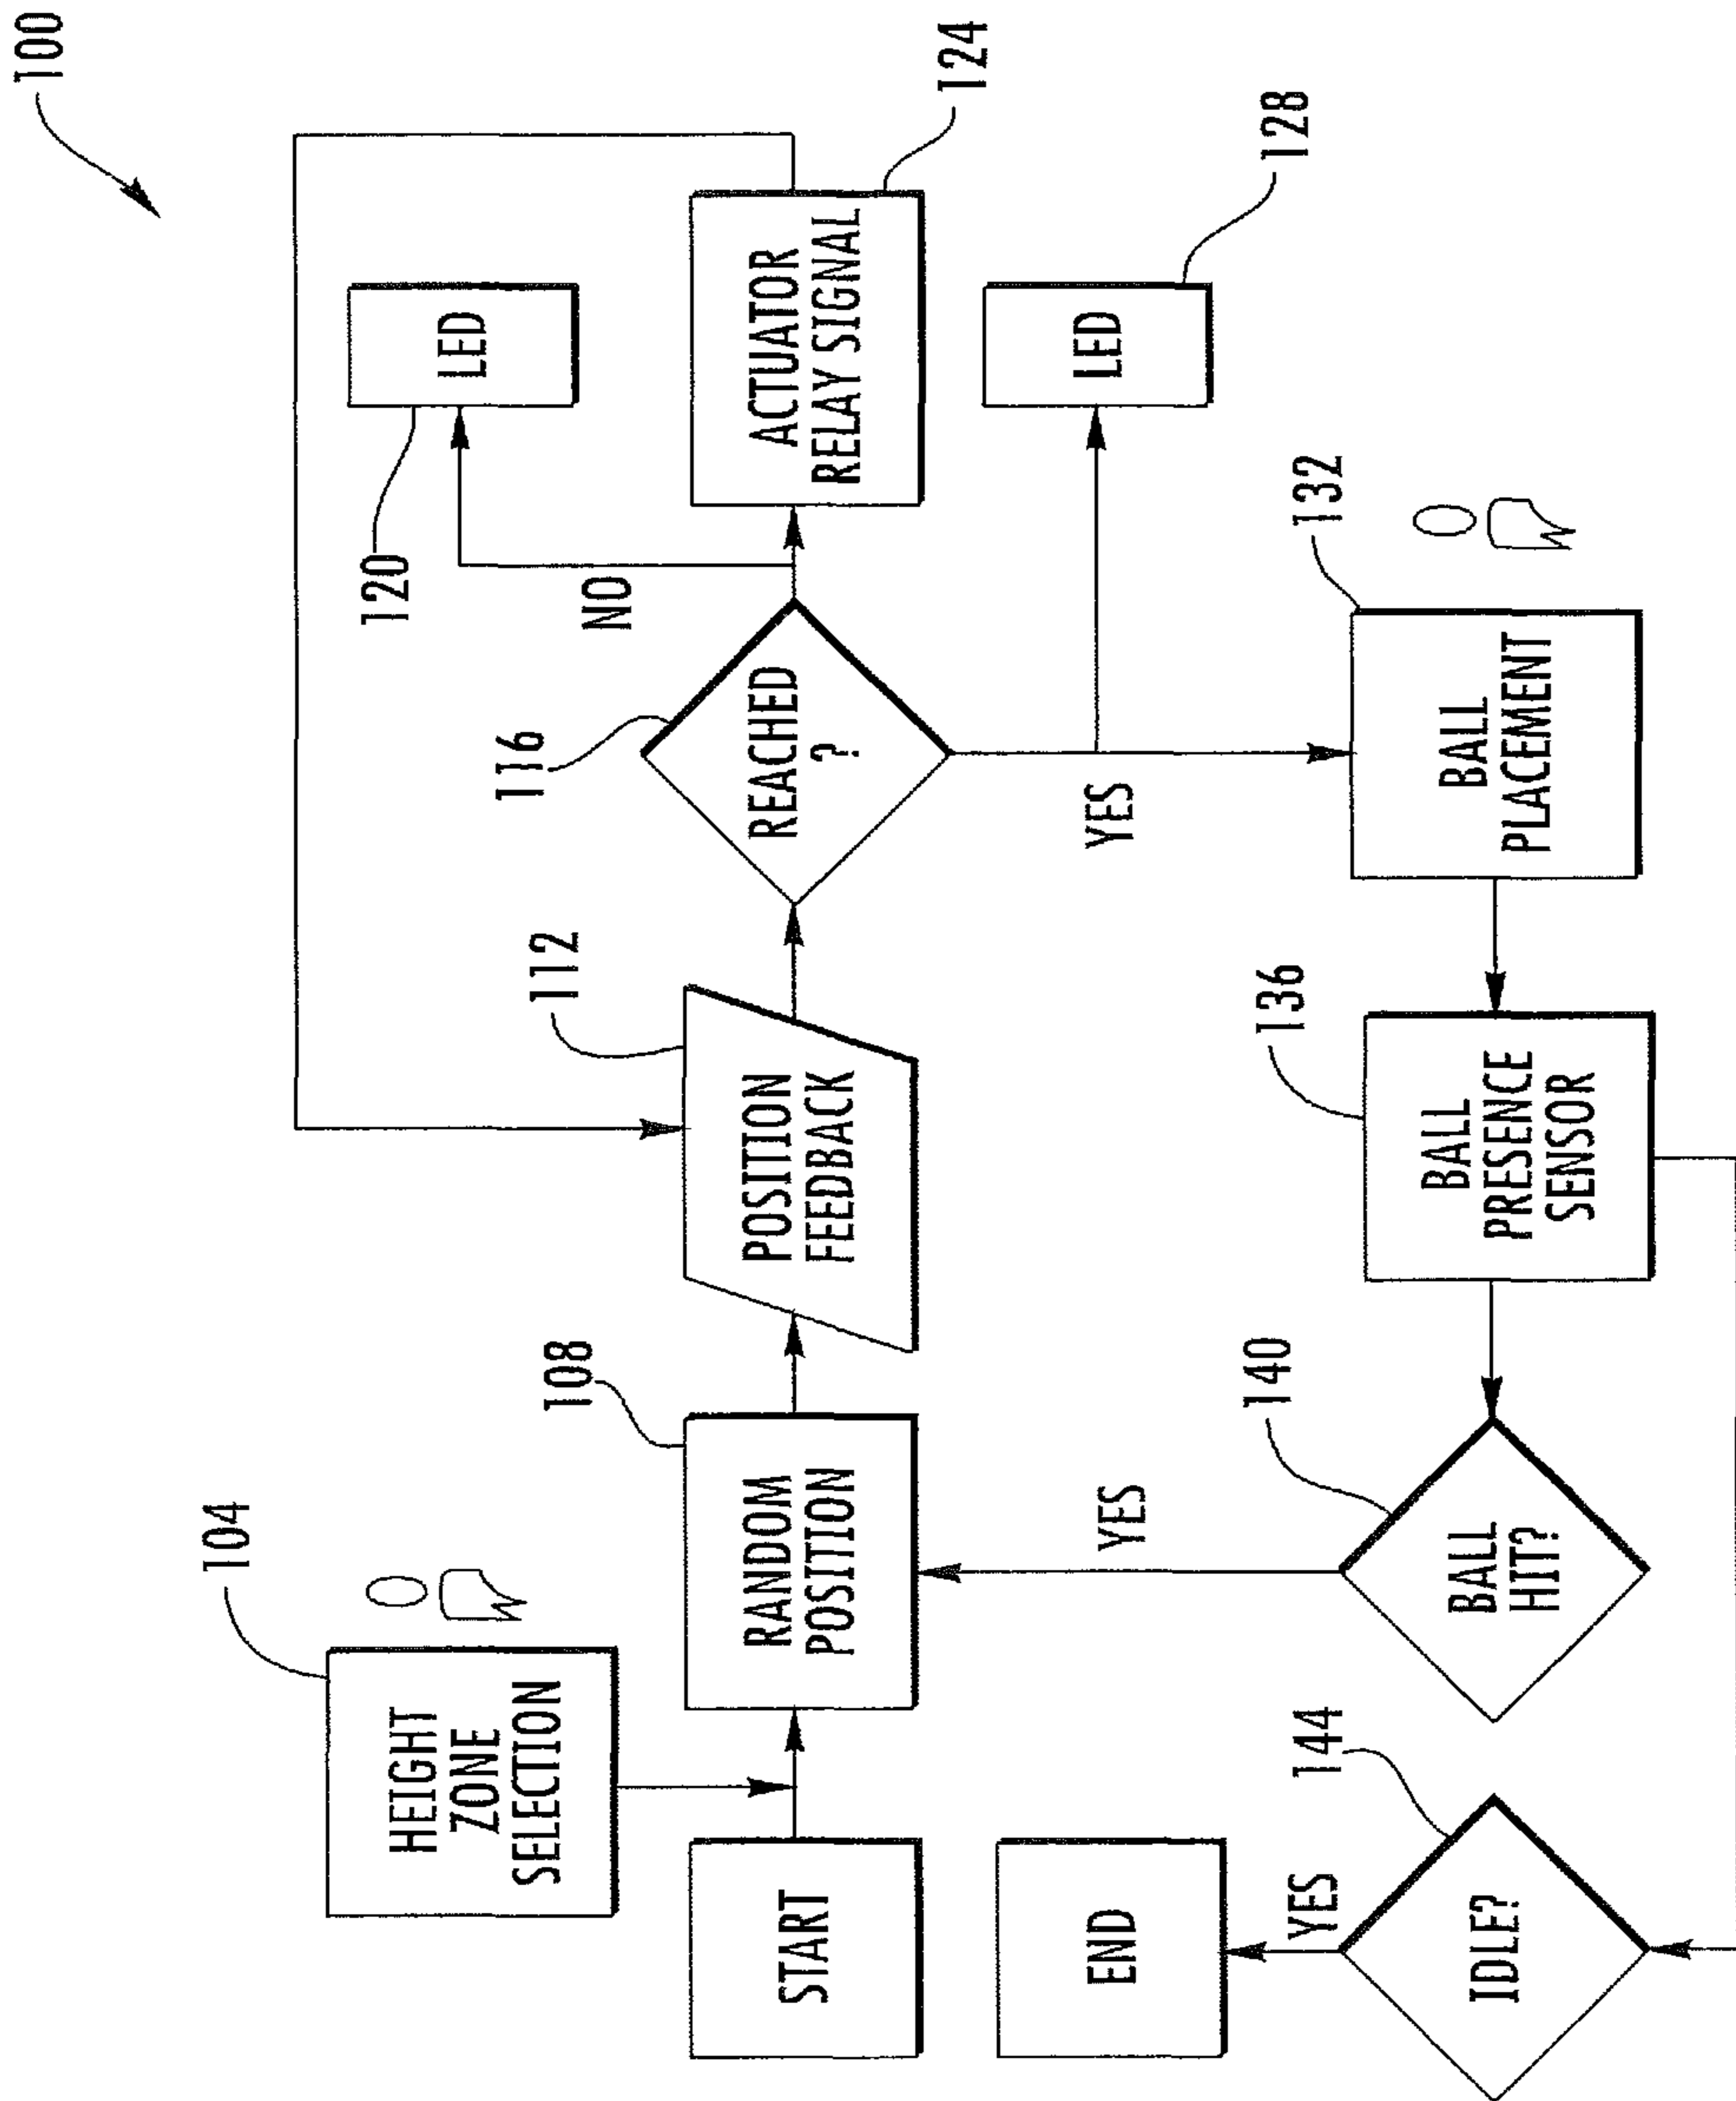 100
104
HEIGHT
ZONE
SELECTION
START
108
RANDOM
POSITION
112
POSITION
FEEDBACK
116
REACHED
?
NO
120
LED
ACTUATOR
RELAY SIGNAL
124
YES
LED
128
132
BALL
PLACEMENT
136
BALL
PRESENCE
SENSOR
140
BALL
HIT?
YES
144
IDLE?
YES
END